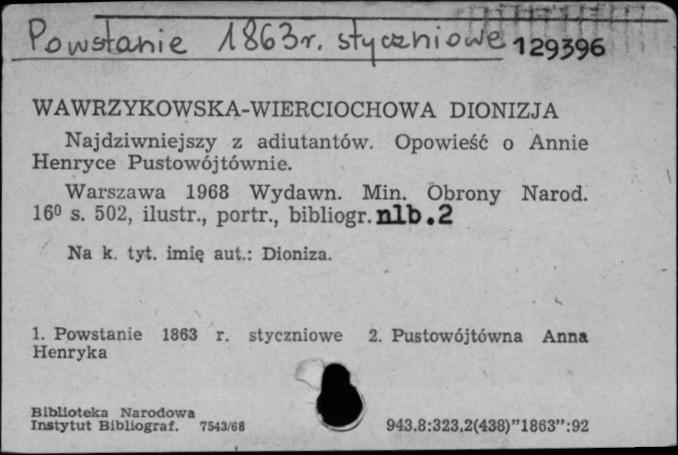 Powstanie 1863r. styczniowe 129396
WAWRZYKOWSKA-WIERCIOCHOWA DIONIZJA
Najdziwniejszy z adiutantów. Opowieść o Annie
Henryce Pustowójtównie.
Warszawa 1968 Wydawn. Min. Obrony Narod.
16⁰ s. 502, ilustr., portr., bibliogr. nlb.2
Na k. tyt. imię aut.: Dioniza.
1. Powstanie 1863 r. styczniowe 2. Pustowójtówna Anna
Henryka
Biblioteka Narodowa
Instytut Bibliograf. 7543/68 943.8:323,2(438)"1863":92